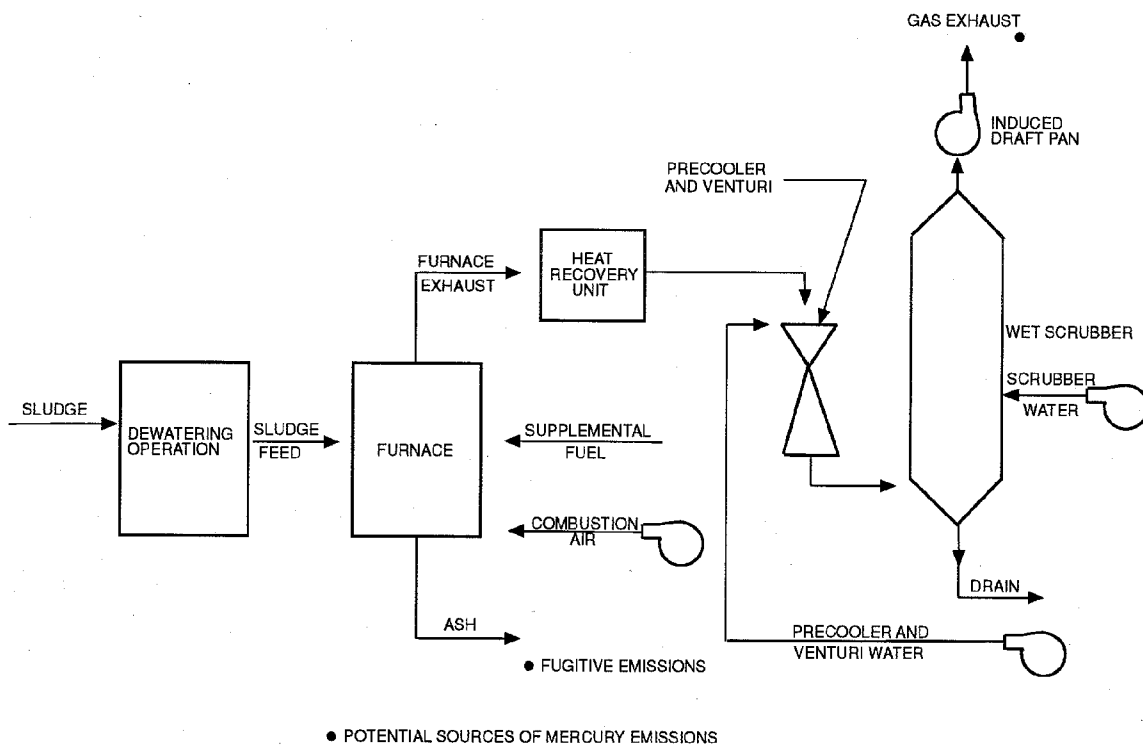 GAS EXHAUST
INDUCED
DRAFT PAN
PRECOOLER
AND VENTURI
FURNACE
EXHAUST
HEAT
RECOVERY
UNIT
WET SCRUBBER
SCRUBBER
WATER
SLUDGE
DEWATERING
OPERATION
SLUDGE
FEED
FURNACE
SUPPLEMENTAL
FUEL
COMBUSTION
AIR
DRAIN
ASH
PRECOOLER AND
VENTURI WATER
● FUGITIVE EMISSIONS
● POTENTIAL SOURCES OF MERCURY EMISSIONS